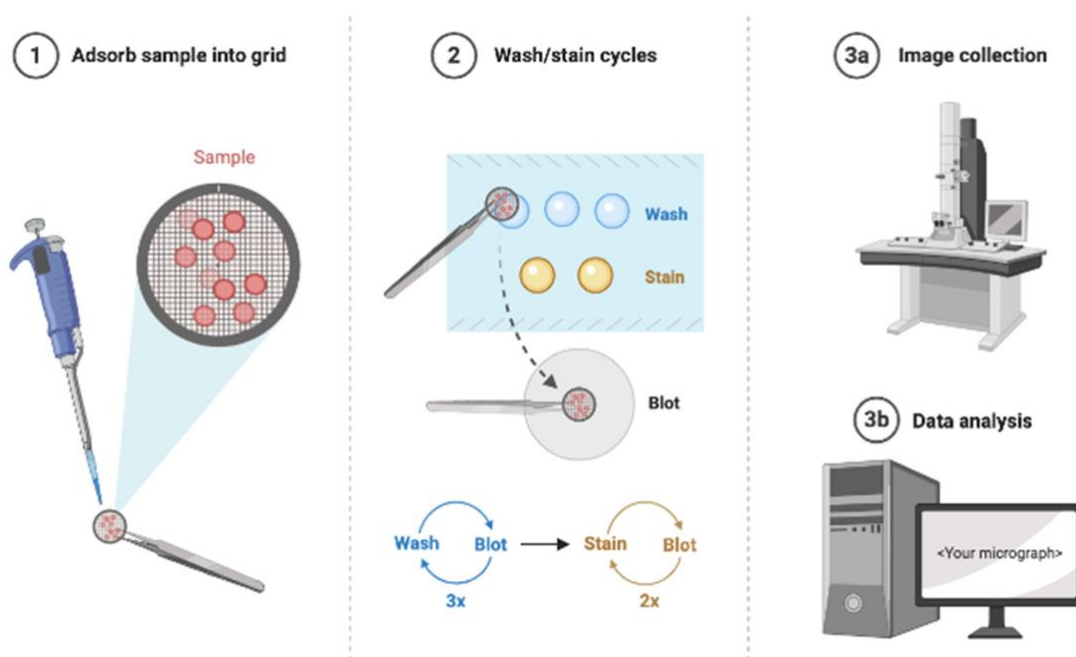 1 Adsorb sample into grid
Sample
2 Wash/stain cycles
Wash
Stain
Blot
Wash Blot Stain Blot
3x 2x
3a Image collection
3b Data analysis
<Your micrograph>